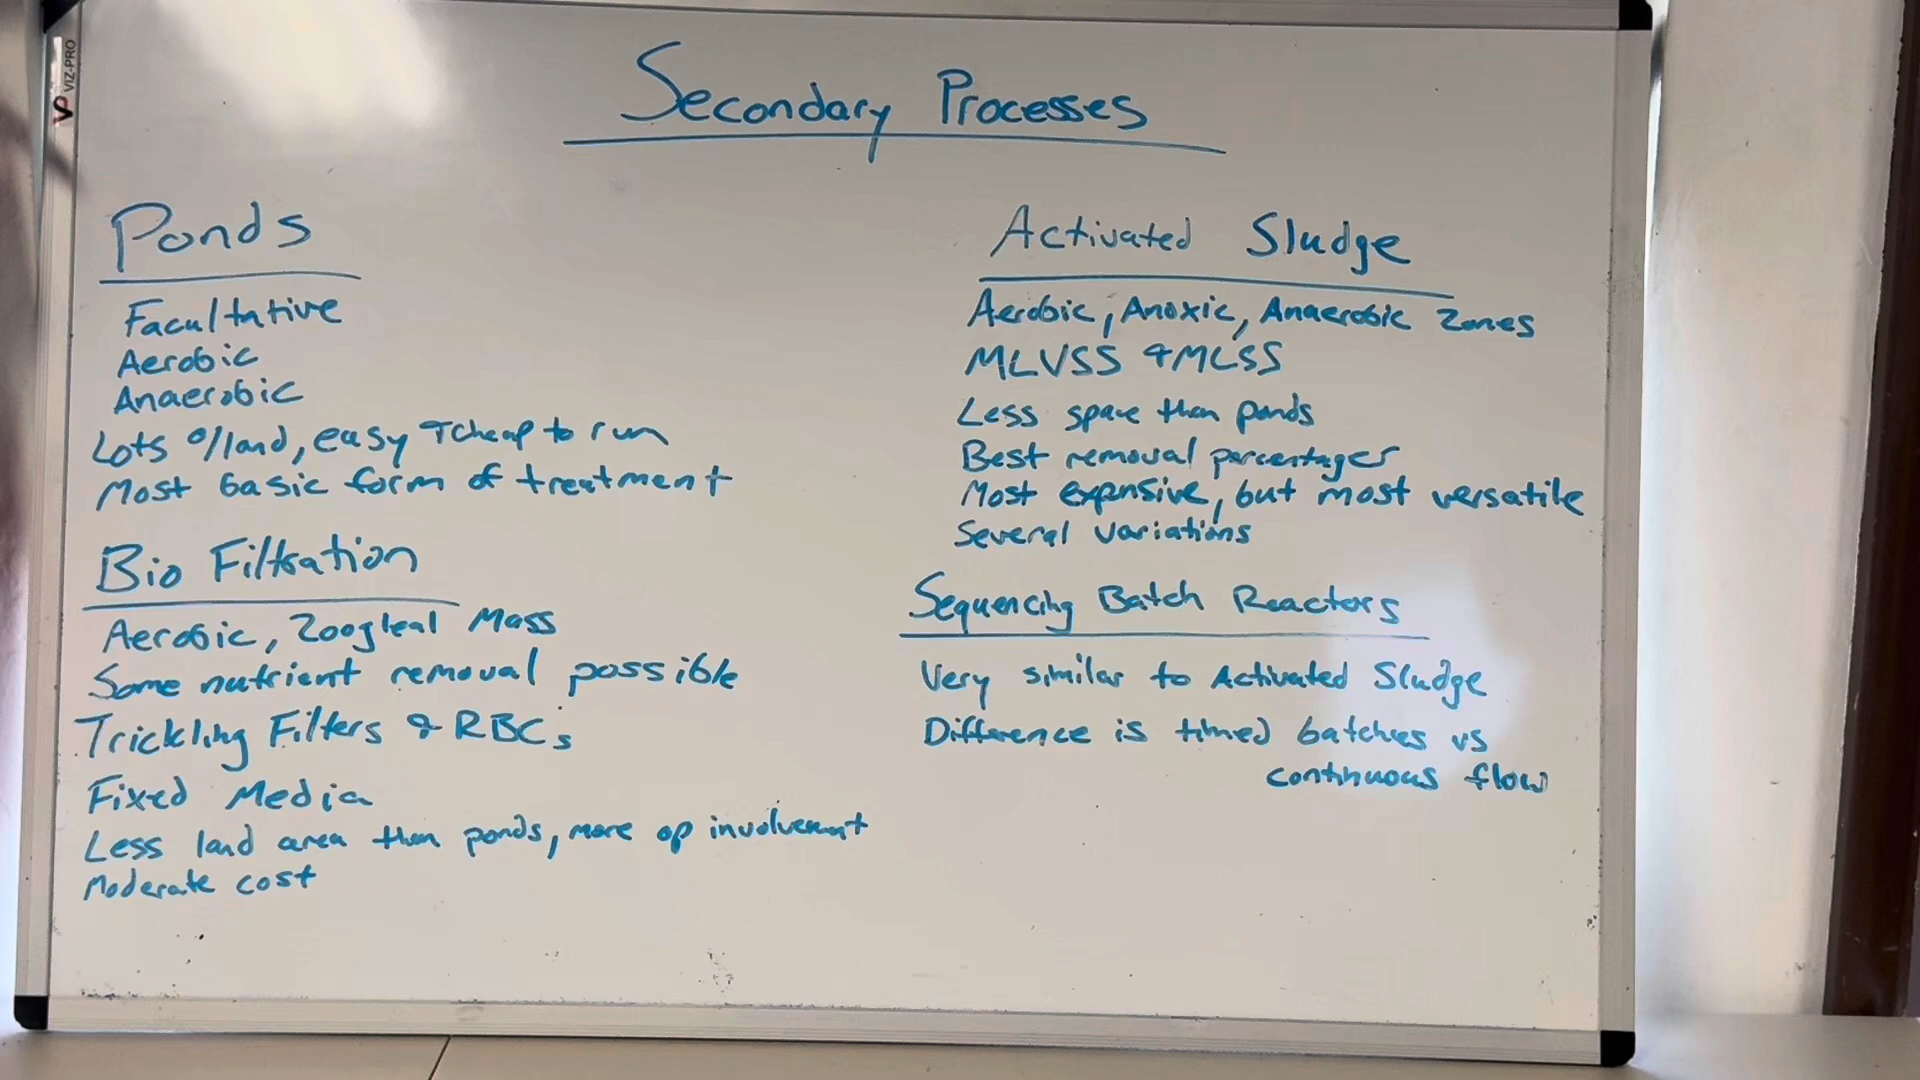 VIZ-PRO
Secondary Processes
Ponds
Facultative
Aerobic
Anaerobic
Lots o/land, easy & cheap to run
Most basic form of treatment
Bio Filtration
Aerobic, Zoogleal Mass
Some nutrient removal possible
Trickling Filters & RBCs
Fixed Media
Less land area than ponds, more op involvement
Moderate cost
Activated Sludge
Aerobic, Anoxic, Anaerobic Zones
MLVSS & MLSS
Less space than ponds
Best removal percentages
Most expensive, but most versatile
Several variations
Sequencing Batch Reactors
Very similar to Activated Sludge
Difference is timed batches vs
continuous flow